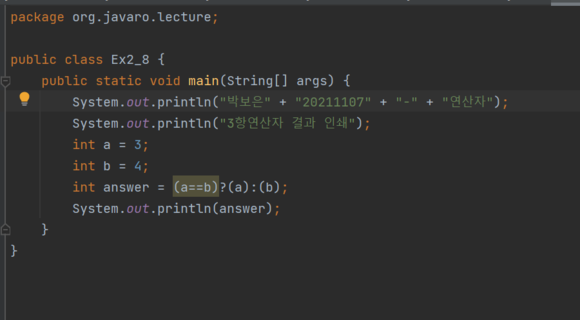 package org.javaro.lecture;
public class Ex2_8 {
public static void main(String[] args) {
System.out.println("박보은" + "20211107" + "-" + "연산자");
System.out.println("3항연산자 결과 인쇄");
int a = 3;
int b = 4;
int answer = (a==b)?(a):(b);
System.out.println(answer);
}
}